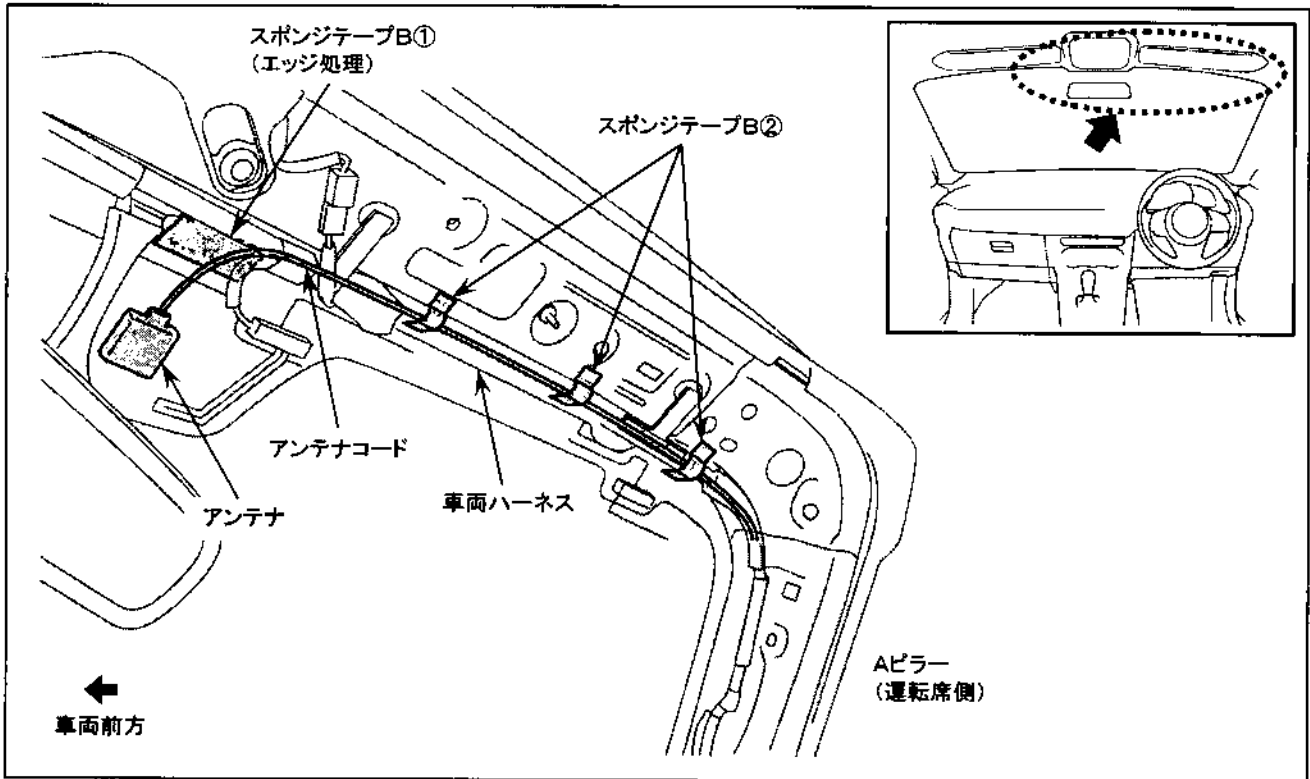 スポンジテープB①
(エッジ処理)
スポンジテープB②
アンテナコード
車両ハーネス
アンテナ
Aピラー
(運転席側)
車両前方